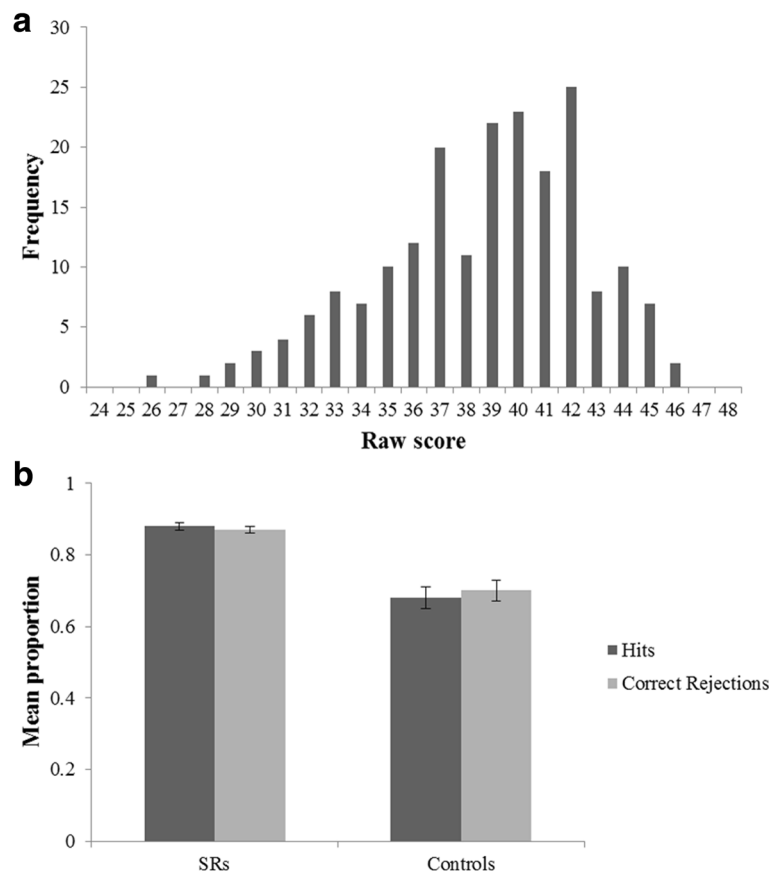 a
30
25
20
15
10
5
0
Frequency
24 25 26 27 28 29 30 31 32 33 34 35 36 37 38 39 40 41 42 43 44 45 46 47 48
Raw score
b
1
0.8
0.6
0.4
0.2
0
Mean proportion
Hits
Correct Rejections
SRs Controls